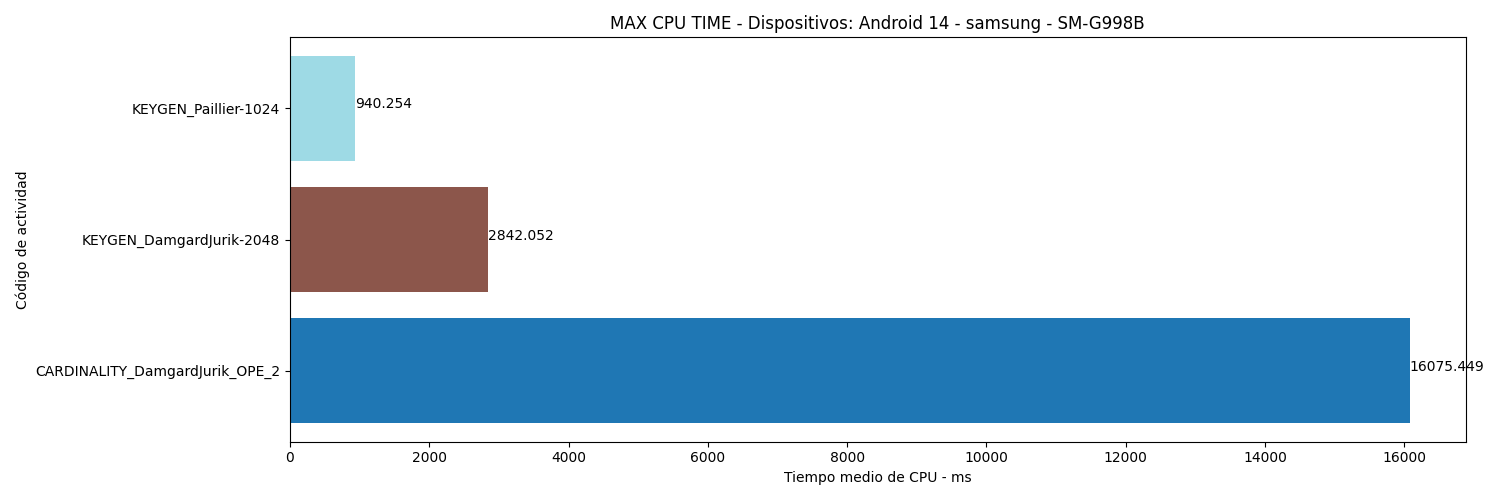 MAX CPU TIME - Dispositivos: Android 14 - samsung - SM-G998B
Código de actividad
KEYGEN_Paillier-1024
940.254
KEYGEN_DamgardJurik-2048
2842.052
CARDINALITY_DamgardJurik_OPE_2
16075.449
0 2000 4000 6000 8000 10000 12000 14000 16000
Tiempo medio de CPU - ms